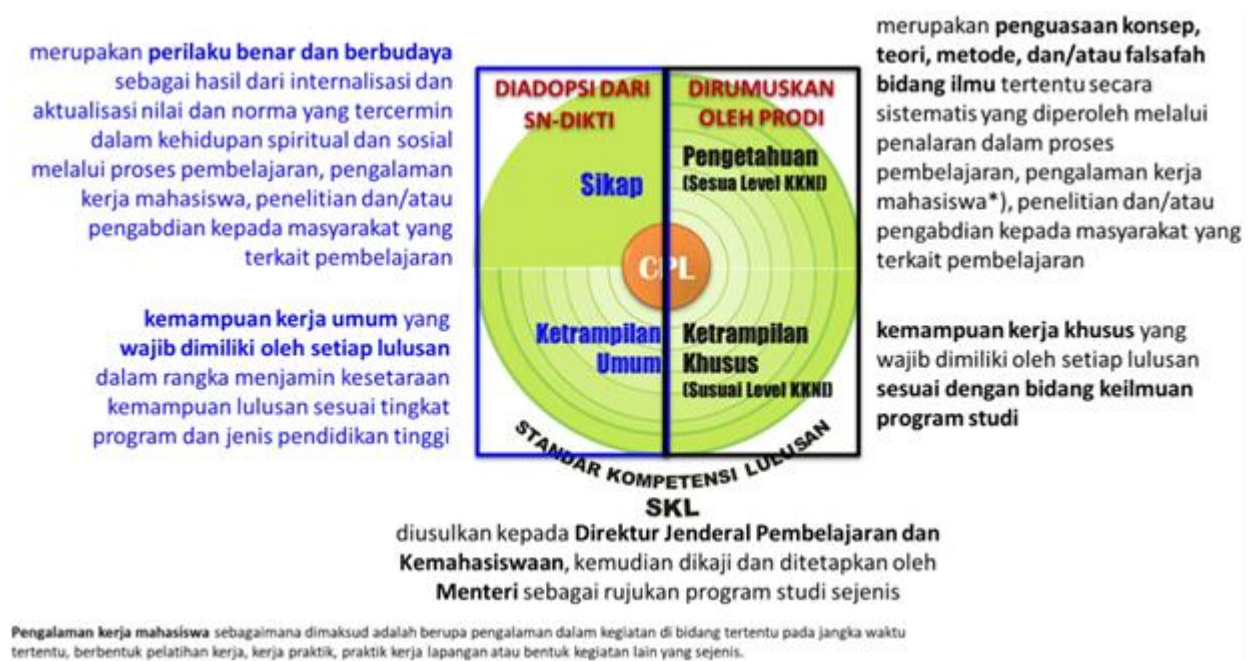 merupakan perilaku benar dan berbudaya
sebagai hasil dari internalisasi dan
aktualisasi nilai dan norma yang tercermin
dalam kehidupan spiritual dan sosial
melalui proses pembelajaran, pengalaman
kerja mahasiswa, penelitian dan/atau
pengabdian kepada masyarakat yang
terkait pembelajaran
kemampuan kerja umum yang
wajib dimiliki oleh setiap lulusan
dalam rangka menjamin kesetaraan
kemampuan lulusan sesuai tingkat
program dan jenis pendidikan tinggi
DIADOPSI DARI
SN-DIKTI
Sikap
Ketrampilan
Umum
DIRUMUSKAN
OLEH PRODI
Pengetahuan
(Sesua Level KKNI)
CPL
Ketrampilan
Khusus
(Susuai Level KKNI)
STANDAR KOMPETENSI LULUSAN
SKL
merupakan penguasaan konsep,
teori, metode, dan/atau falsafah
bidang ilmu tertentu secara
sistematis yang diperoleh melalui
penalaran dalam proses
pembelajaran, pengalaman kerja
mahasiswa*), penelitian dan/atau
pengabdian kepada masyarakat yang
terkait pembelajaran
kemampuan kerja khusus yang
wajib dimiliki oleh setiap lulusan
sesuai dengan bidang keilmuan
program studi
diusulkan kepada Direktur Jenderal Pembelajaran dan
Kemahasiswaan, kemudian dikaji dan ditetapkan oleh
Menteri sebagai rujukan program studi sejenis
Pengalaman kerja mahasiswa sebagaimana dimaksud adalah berupa pengalaman dalam kegiatan di bidang tertentu pada jangka waktu
tertentu, berbentuk pelatihan kerja, kerja praktik, praktik kerja lapangan atau bentuk kegiatan lain yang sejenis.